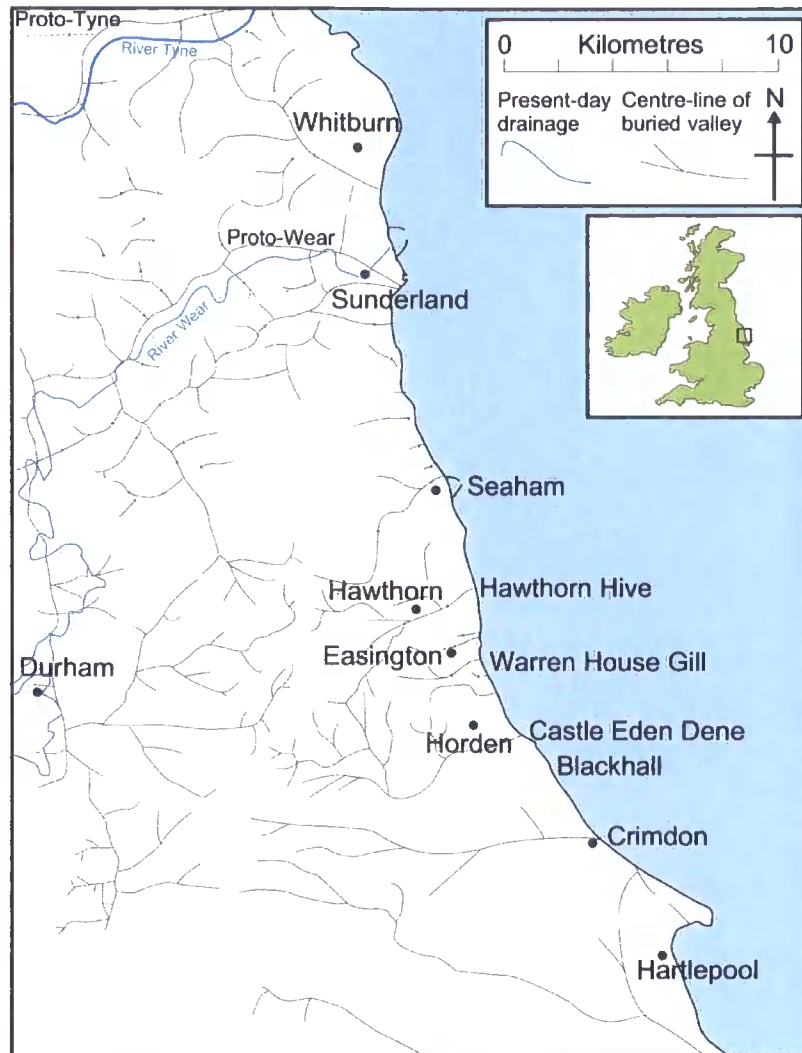 Proto-Tyne
River Tyne
0 Kilometres 10
Present-day drainage
Centre-line of buried valley
N
Whitburn
Proto-Wear
Sunderland
River Wear
Seaham
Hawthorn
Hawthorn Hive
Easington
Warren House Gill
Durham
Horden
Castle Eden Dene
Blackhall
Crimdon
Hartlepool